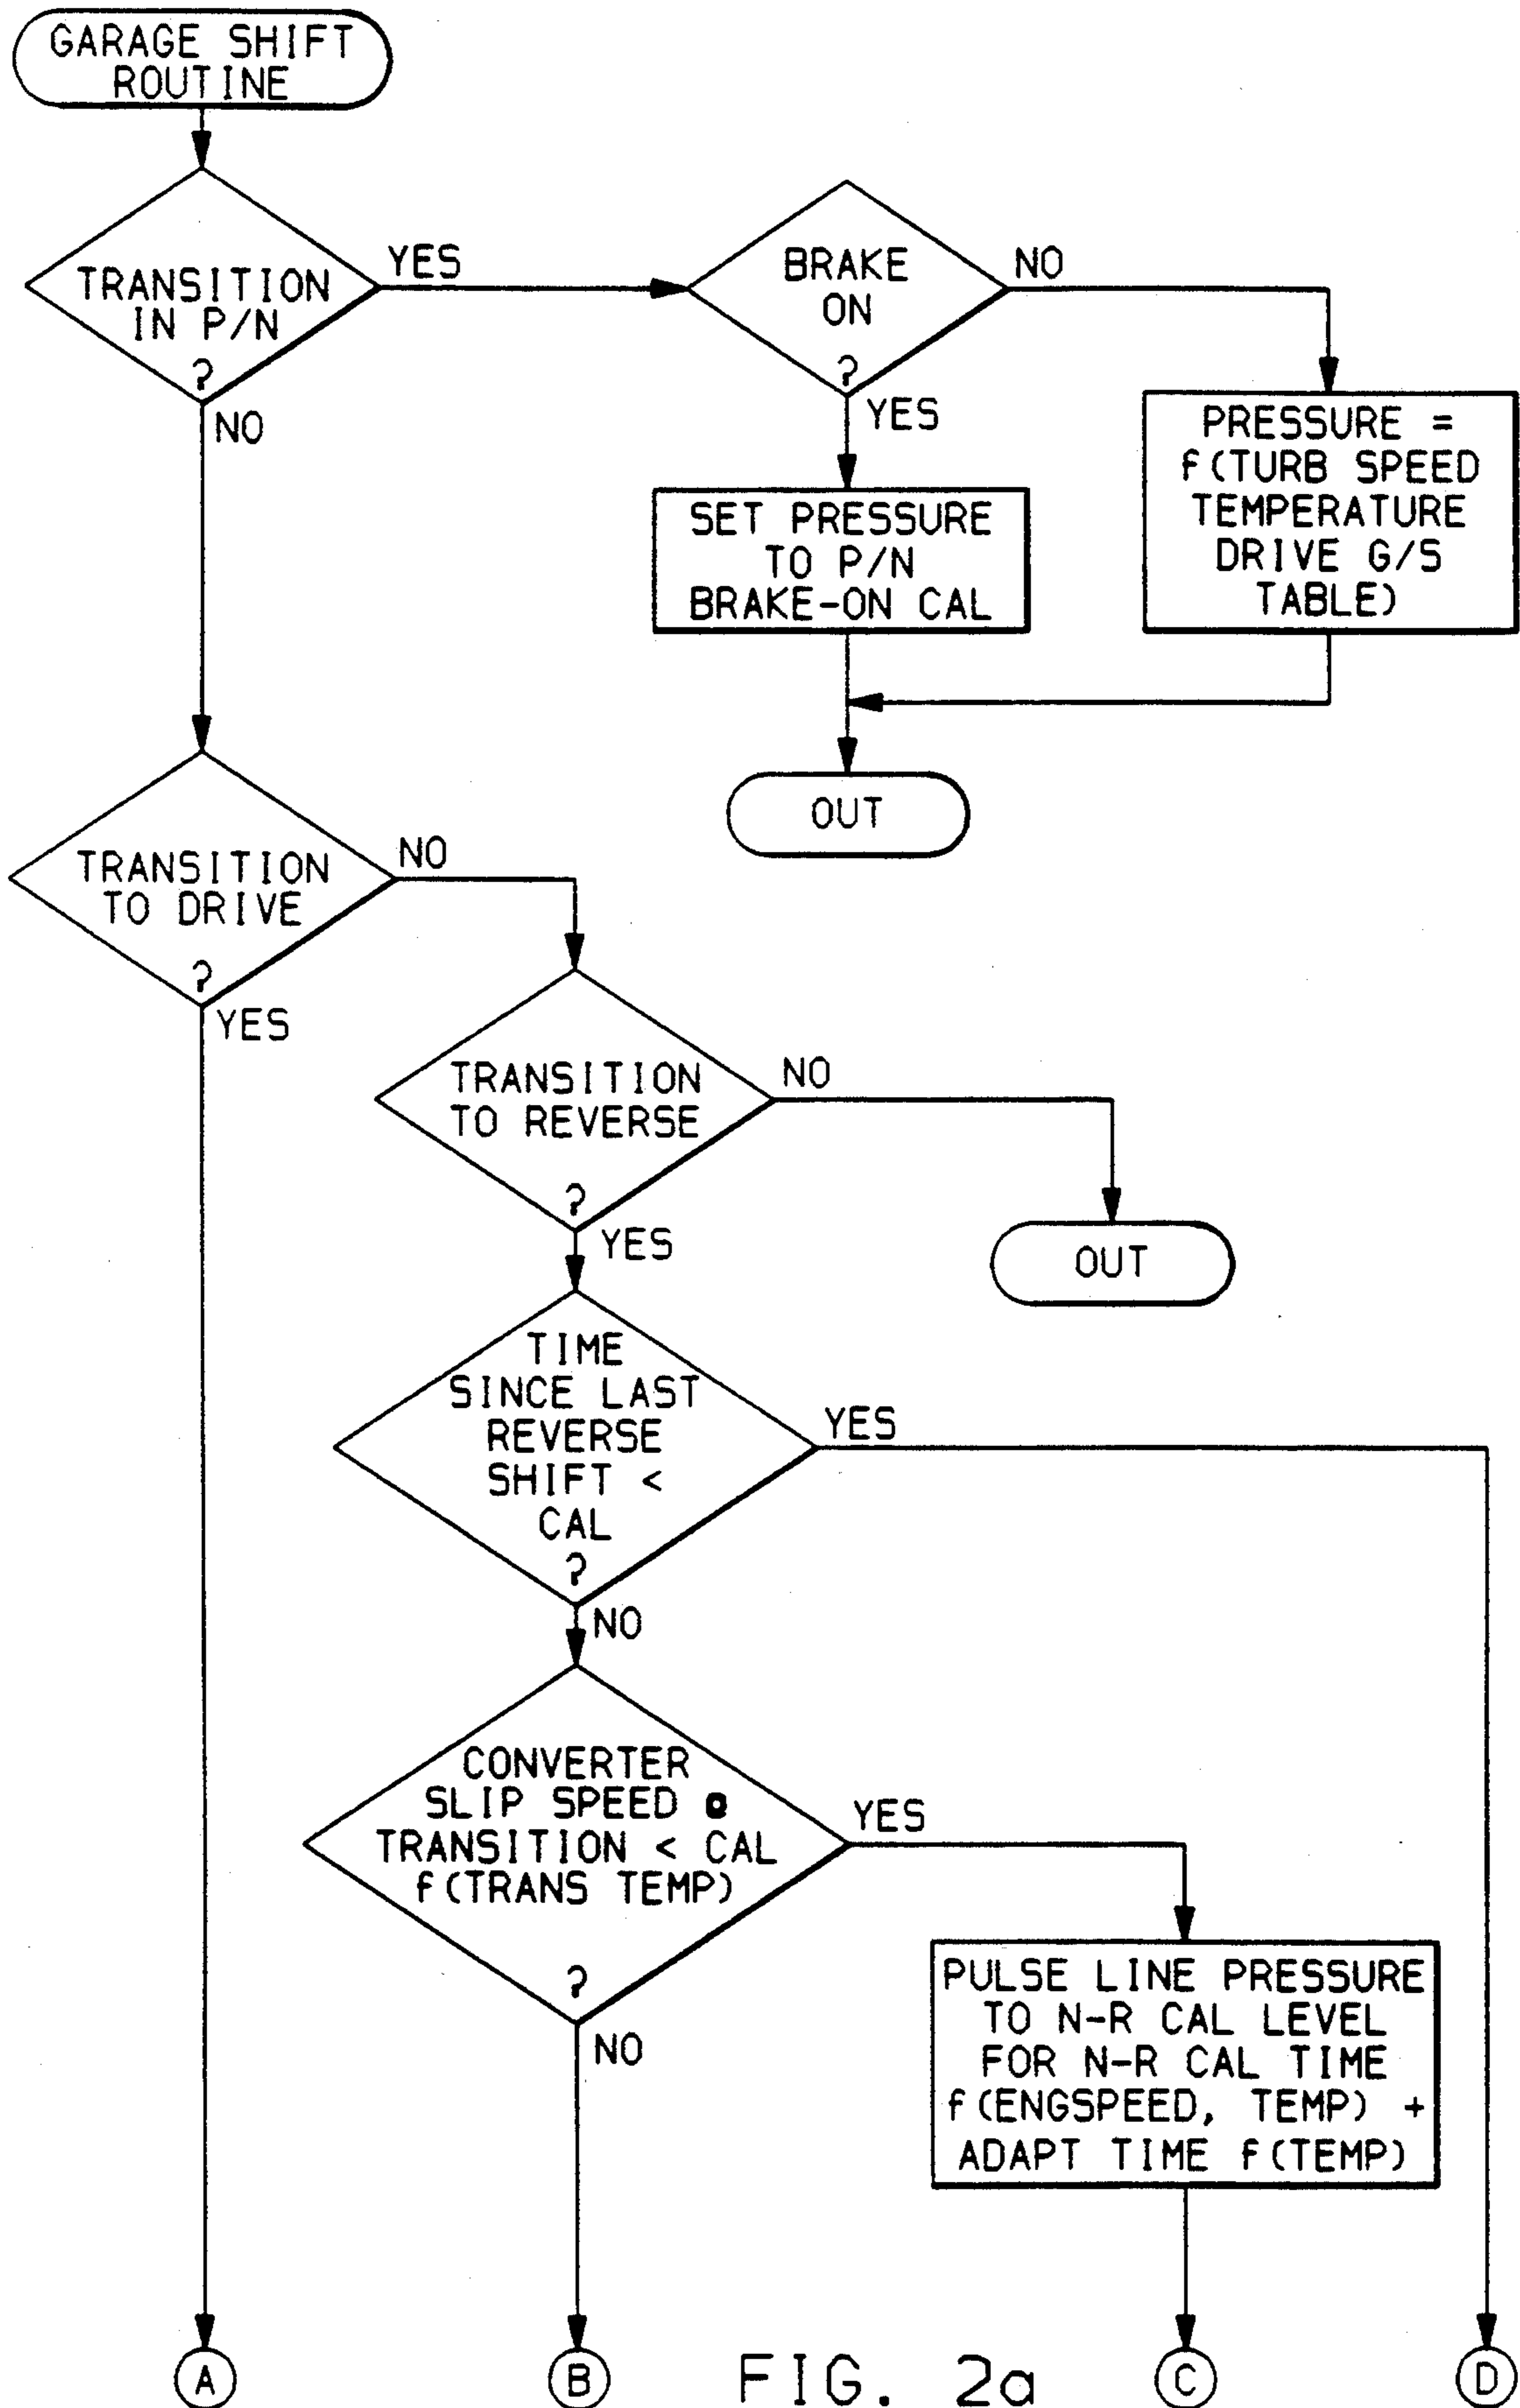 GARAGE SHIFT
ROUTINE
TRANSITION
IN P/N
?
YES
NO
BRAKE
ON
?
NO
YES
PRESSURE =
f(TURB SPEED
TEMPERATURE
DRIVE G/S
TABLE)
SET PRESSURE
TO P/N
BRAKE-ON CAL
OUT
TRANSITION
TO DRIVE
?
NO
YES
TRANSITION
TO REVERSE
?
NO
YES
OUT
TIME
SINCE LAST
REVERSE
SHIFT <
CAL
?
YES
NO
CONVERTER
SLIP SPEED @
TRANSITION < CAL
f(TRANS TEMP)
?
YES
NO
PULSE LINE PRESSURE
TO N-R CAL LEVEL
FOR N-R CAL TIME
f(ENGSPEED, TEMP) +
ADAPT TIME f(TEMP)
A
B
FIG. 2a
C
D